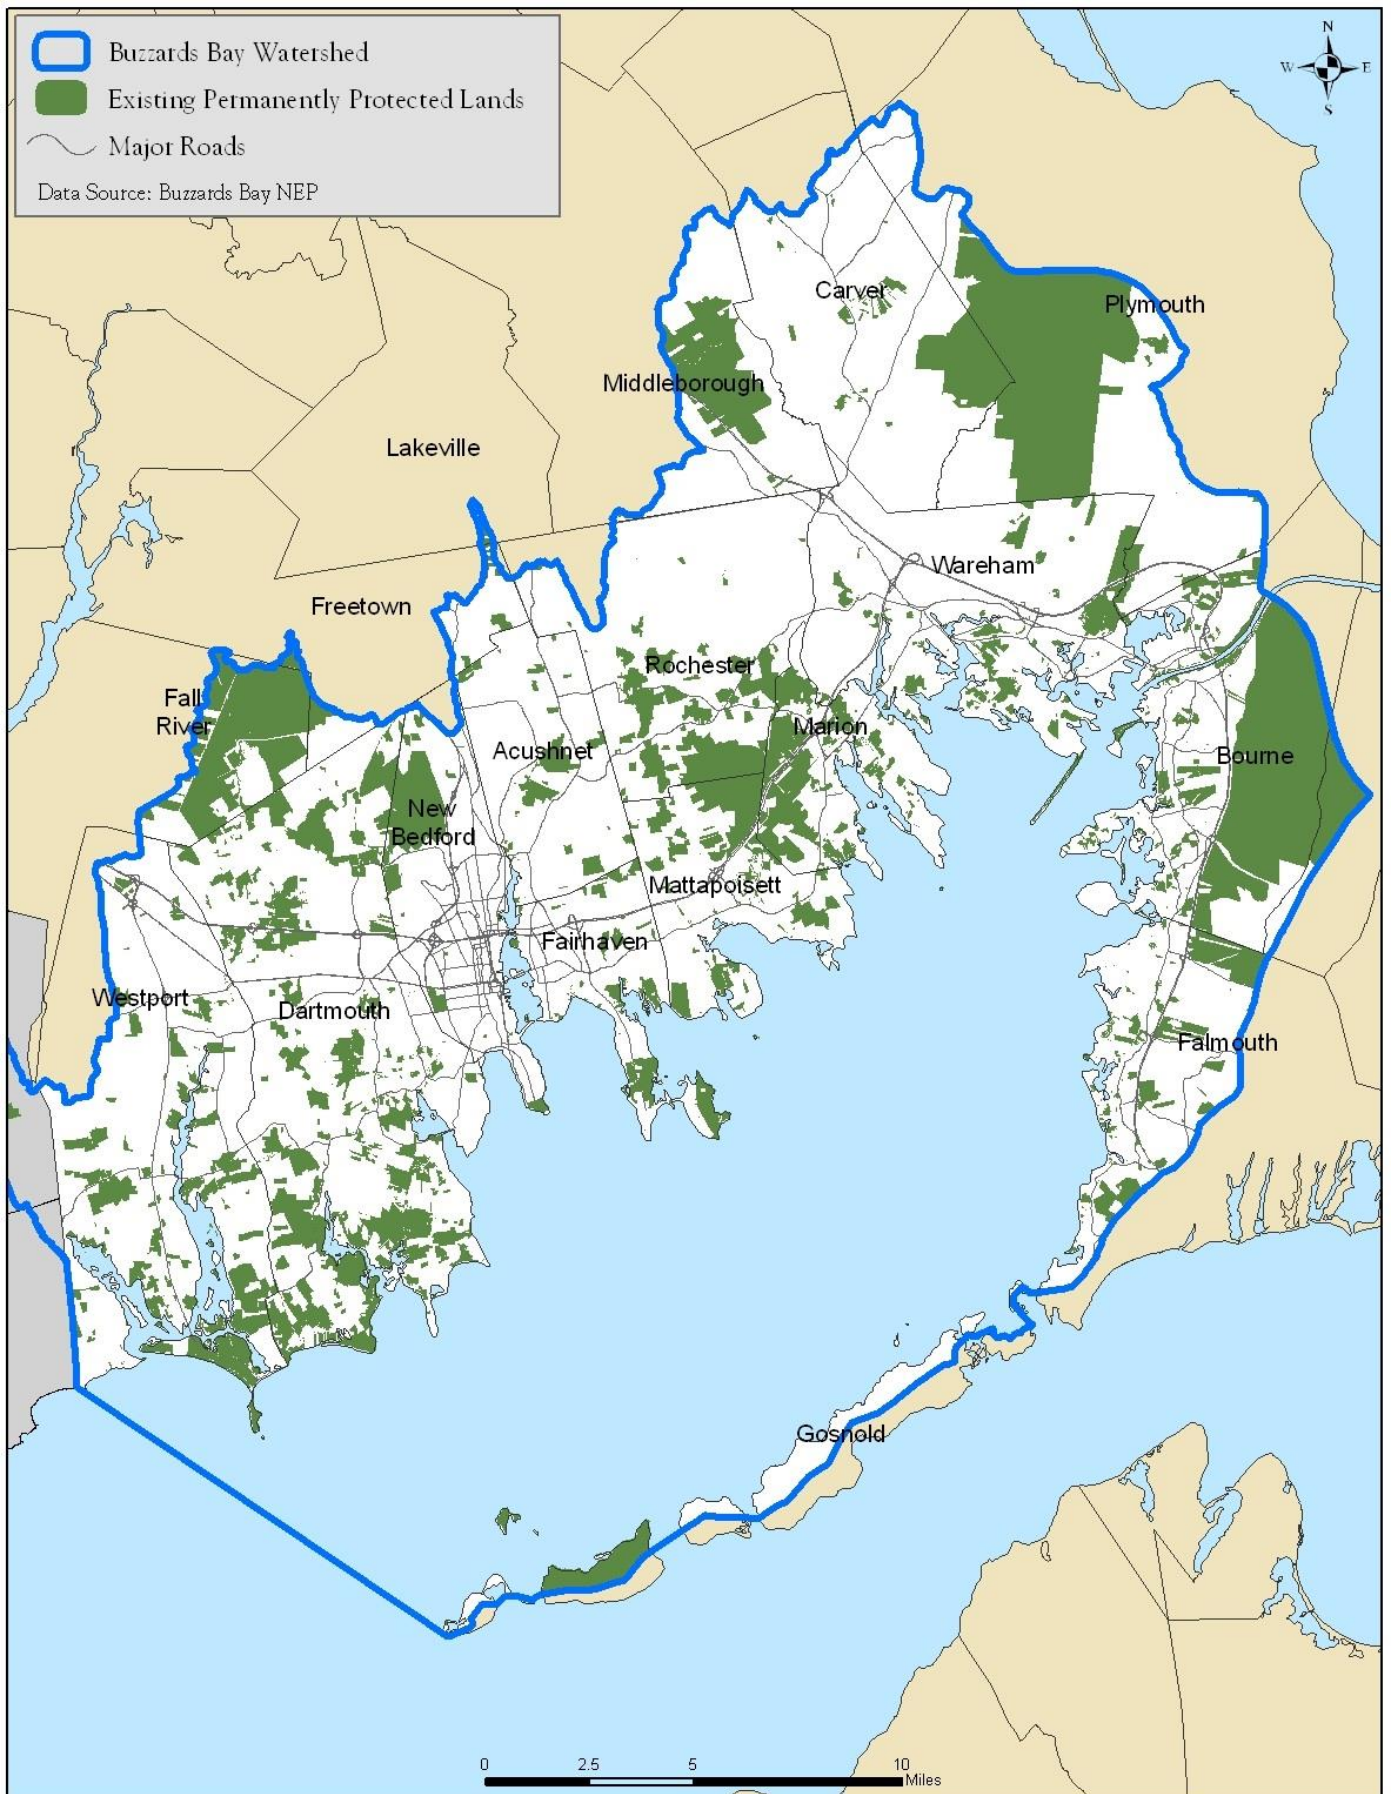 Buzzards Bay Watershed
Existing Permanently Protected Lands
Major Roads
Data Source: Buzzards Bay NEP
N
W E
S
Carver
Plymouth
Middleborough
Lakeville
Wareham
Freetown
Rochester
Fall
River
Marion
Acushnet
Bourne
New
Bedford
Mattapoisett
Fairhaven
Westport
Dartmouth
Falmouth
Gosnold
0 2.5 5 10
Miles